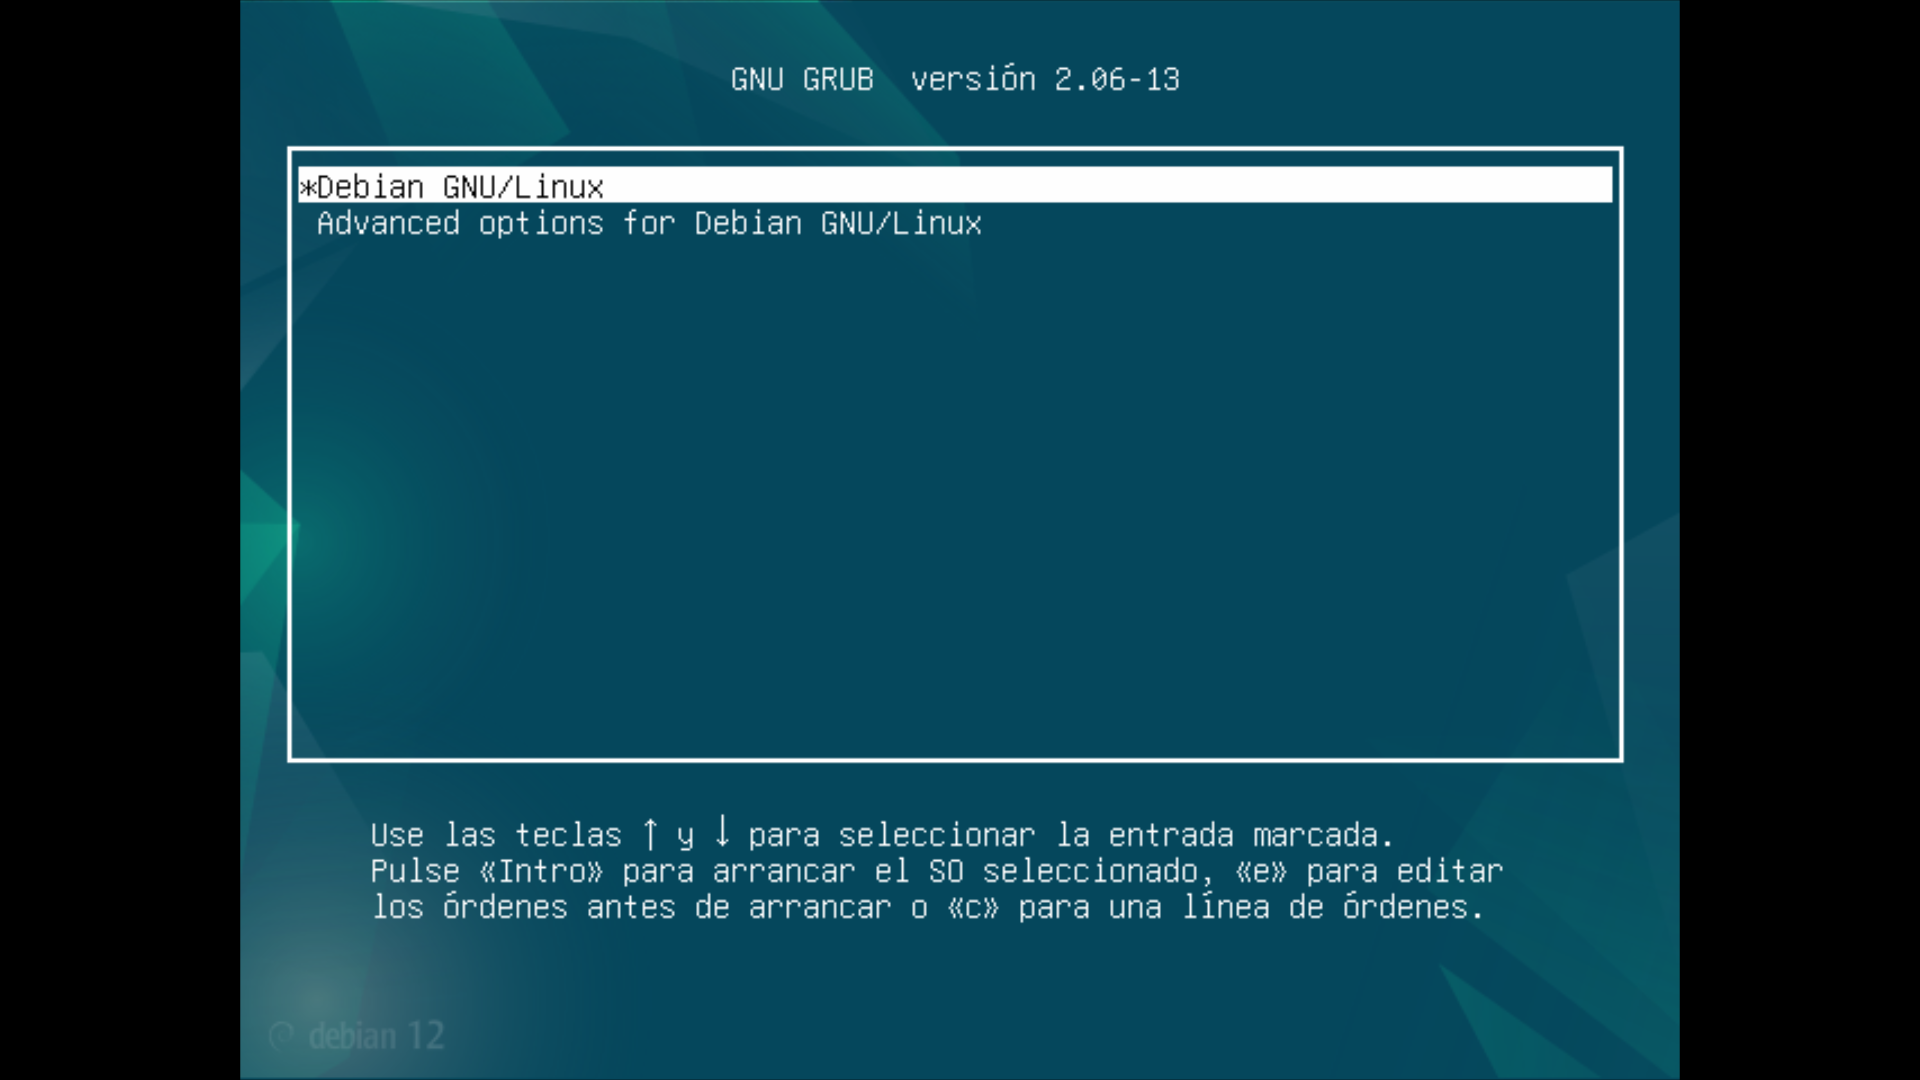 GNU GRUB  versión 2.06-13
*Debian GNU/Linux
Advanced options for Debian GNU/Linux
Use las teclas ↑ y ↓ para seleccionar la entrada marcada.
Pulse «Intro» para arrancar el SO seleccionado, «e» para editar
los órdenes antes de arrancar o «c» para una línea de órdenes.
debian 12